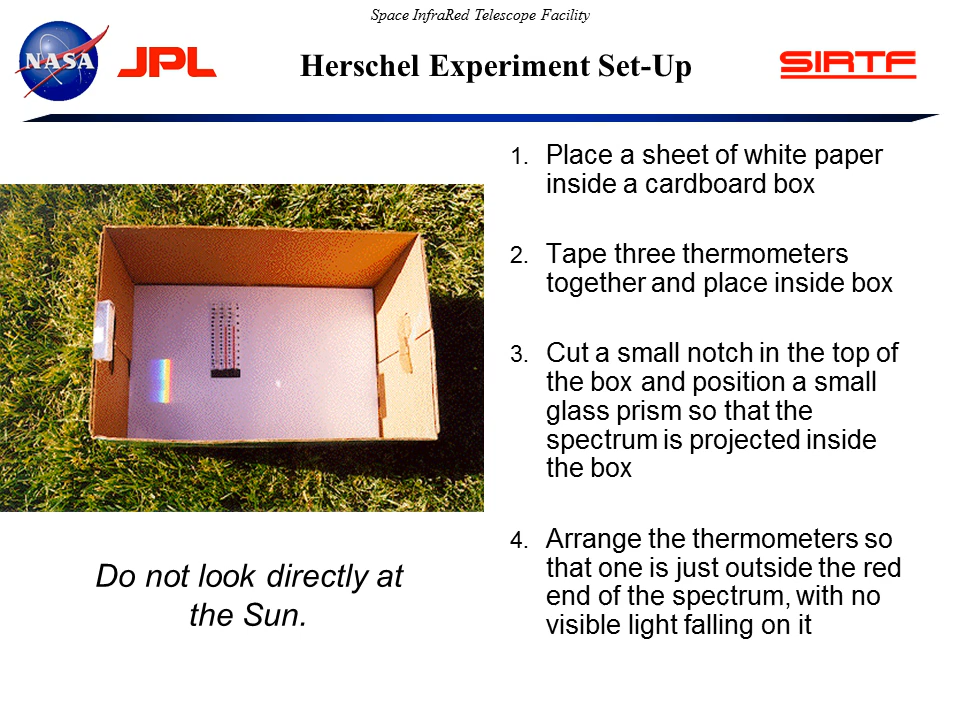 Space InfraRed Telescope Facility
NASA
JPL
Herschel Experiment Set-Up
SIRTF
1. Place a sheet of white paper
inside a cardboard box
2. Tape three thermometers
together and place inside box
3. Cut a small notch in the top of
the box and position a small
glass prism so that the
spectrum is projected inside
the box
4. Arrange the thermometers so
that one is just outside the red
end of the spectrum, with no
visible light falling on it
Do not look directly at
the Sun.